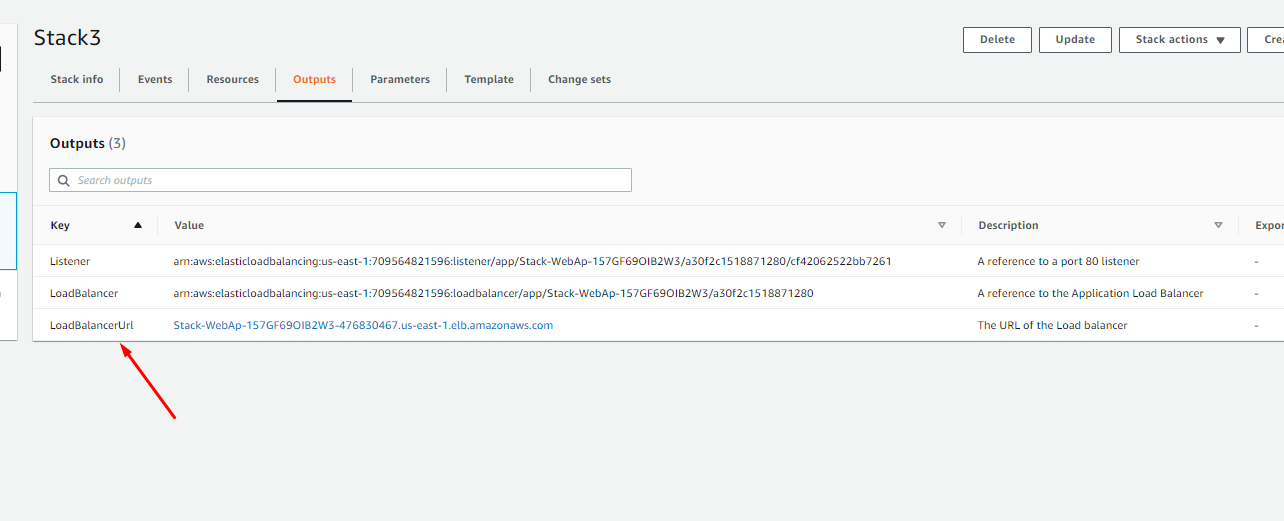 Stack3
Delete Update Stack actions Crea
Stack info Events Resources Outputs Parameters Template Change sets
Outputs (3)
Search outputs
Key Value Description Expor
Listener arn:aws:elasticloadbalancing:us-east-1:709564821596:listener/app/Stack-WebAp-157GF69OIB2W3/a30f2c1518871280/cf42062522bb7261 A reference to a port 80 listener -
LoadBalancer arn:aws:elasticloadbalancing:us-east-1:709564821596:loadbalancer/app/Stack-WebAp-157GF69OIB2W3/a30f2c1518871280 A reference to the Application Load Balancer -
LoadBalancerUrl Stack-WebAp-157GF69OIB2W3-476830467.us-east-1.elb.amazonaws.com The URL of the Load balancer -